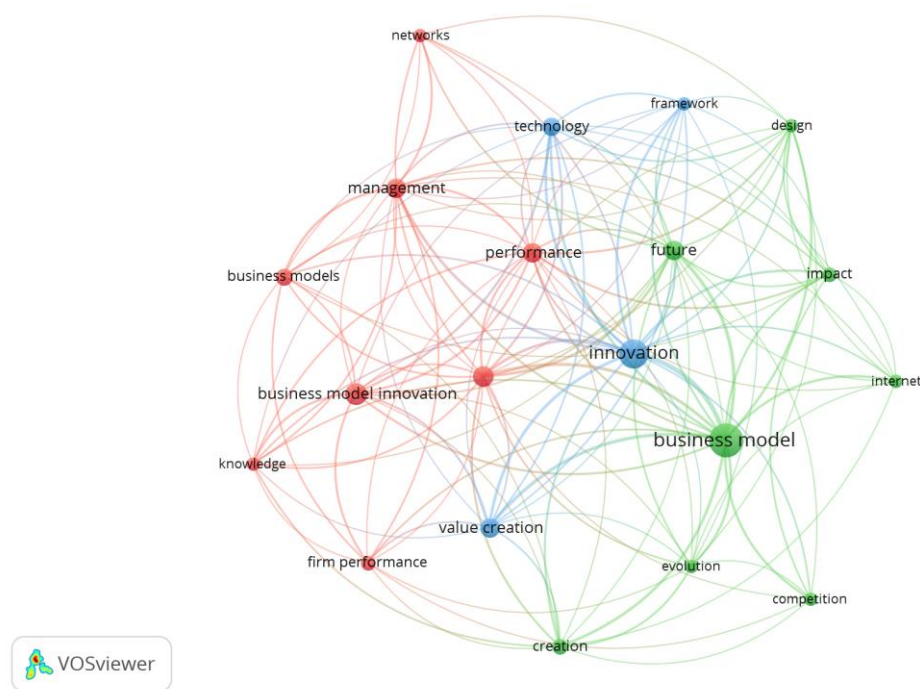 networks
framework
technology
design
management
performance
future
business models
impact
innovation
internet
business model innovation
business model
knowledge
value creation
firm performance
evolution
competition
creation
VOSviewer